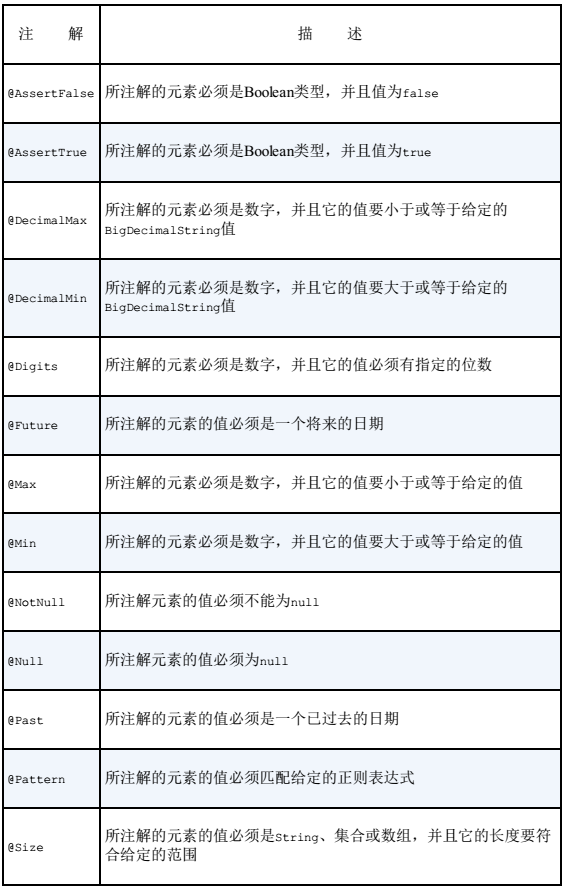 注 解 描 述
@AssertFalse 所注解的元素必须是Boolean类型，并且值为false
@AssertTrue 所注解的元素必须是Boolean类型，并且值为true
@DecimalMax 所注解的元素必须是数字，并且它的值要小于或等于给定的
BigDecimalString值
@DecimalMin 所注解的元素必须是数字，并且它的值要大于或等于给定的
BigDecimalString值
@Digits 所注解的元素必须是数字，并且它的值必须有指定的位数
@Future 所注解的元素的值必须是一个将来的日期
@Max 所注解的元素必须是数字，并且它的值要小于或等于给定的值
@Min 所注解的元素必须是数字，并且它的值要大于或等于给定的值
@NotNull 所注解元素的值必须不能为null
@Null 所注解元素的值必须为null
@Past 所注解的元素的值必须是一个已过去的日期
@Pattern 所注解的元素的值必须匹配给定的正则表达式
@Size 所注解的元素的值必须是String、集合或数组，并且它的长度要符
合给定的范围